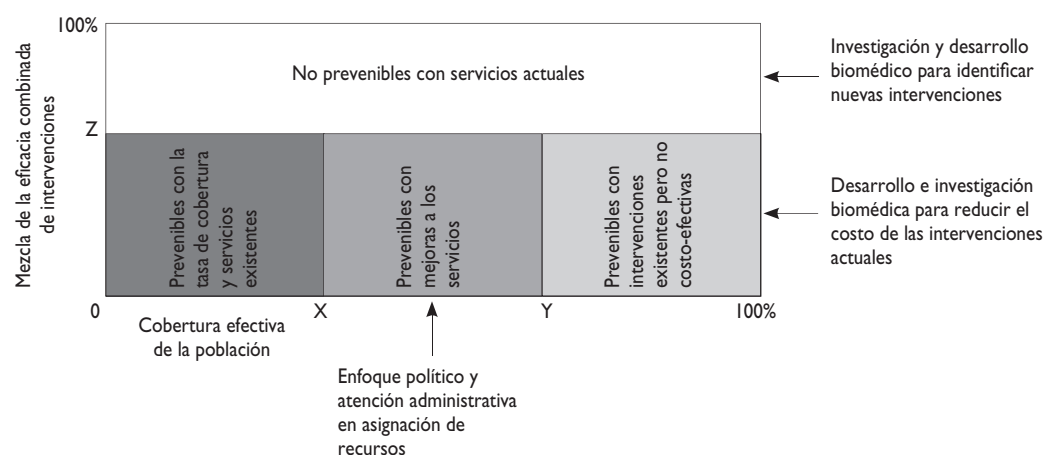 100%
Mezcla de la eficacia combinada
de intervenciones
Z
No prevenibles con servicios actuales
Investigación y desarrollo
biomédico para identificar
nuevas intervenciones
Prevenibles con la
tasa de cobertura
y servicios
existentes
Prevenibles con
mejoras a los
servicios
Prevenibles con
intervenciones
existentes pero no
costo-efectivas
Desarrollo e investigación
biomédica para reducir el
costo de las intervenciones
actuales
0
X
Y
100%
Cobertura efectiva
de la población
Enfoque político y
atención administrativa
en asignación de
recursos